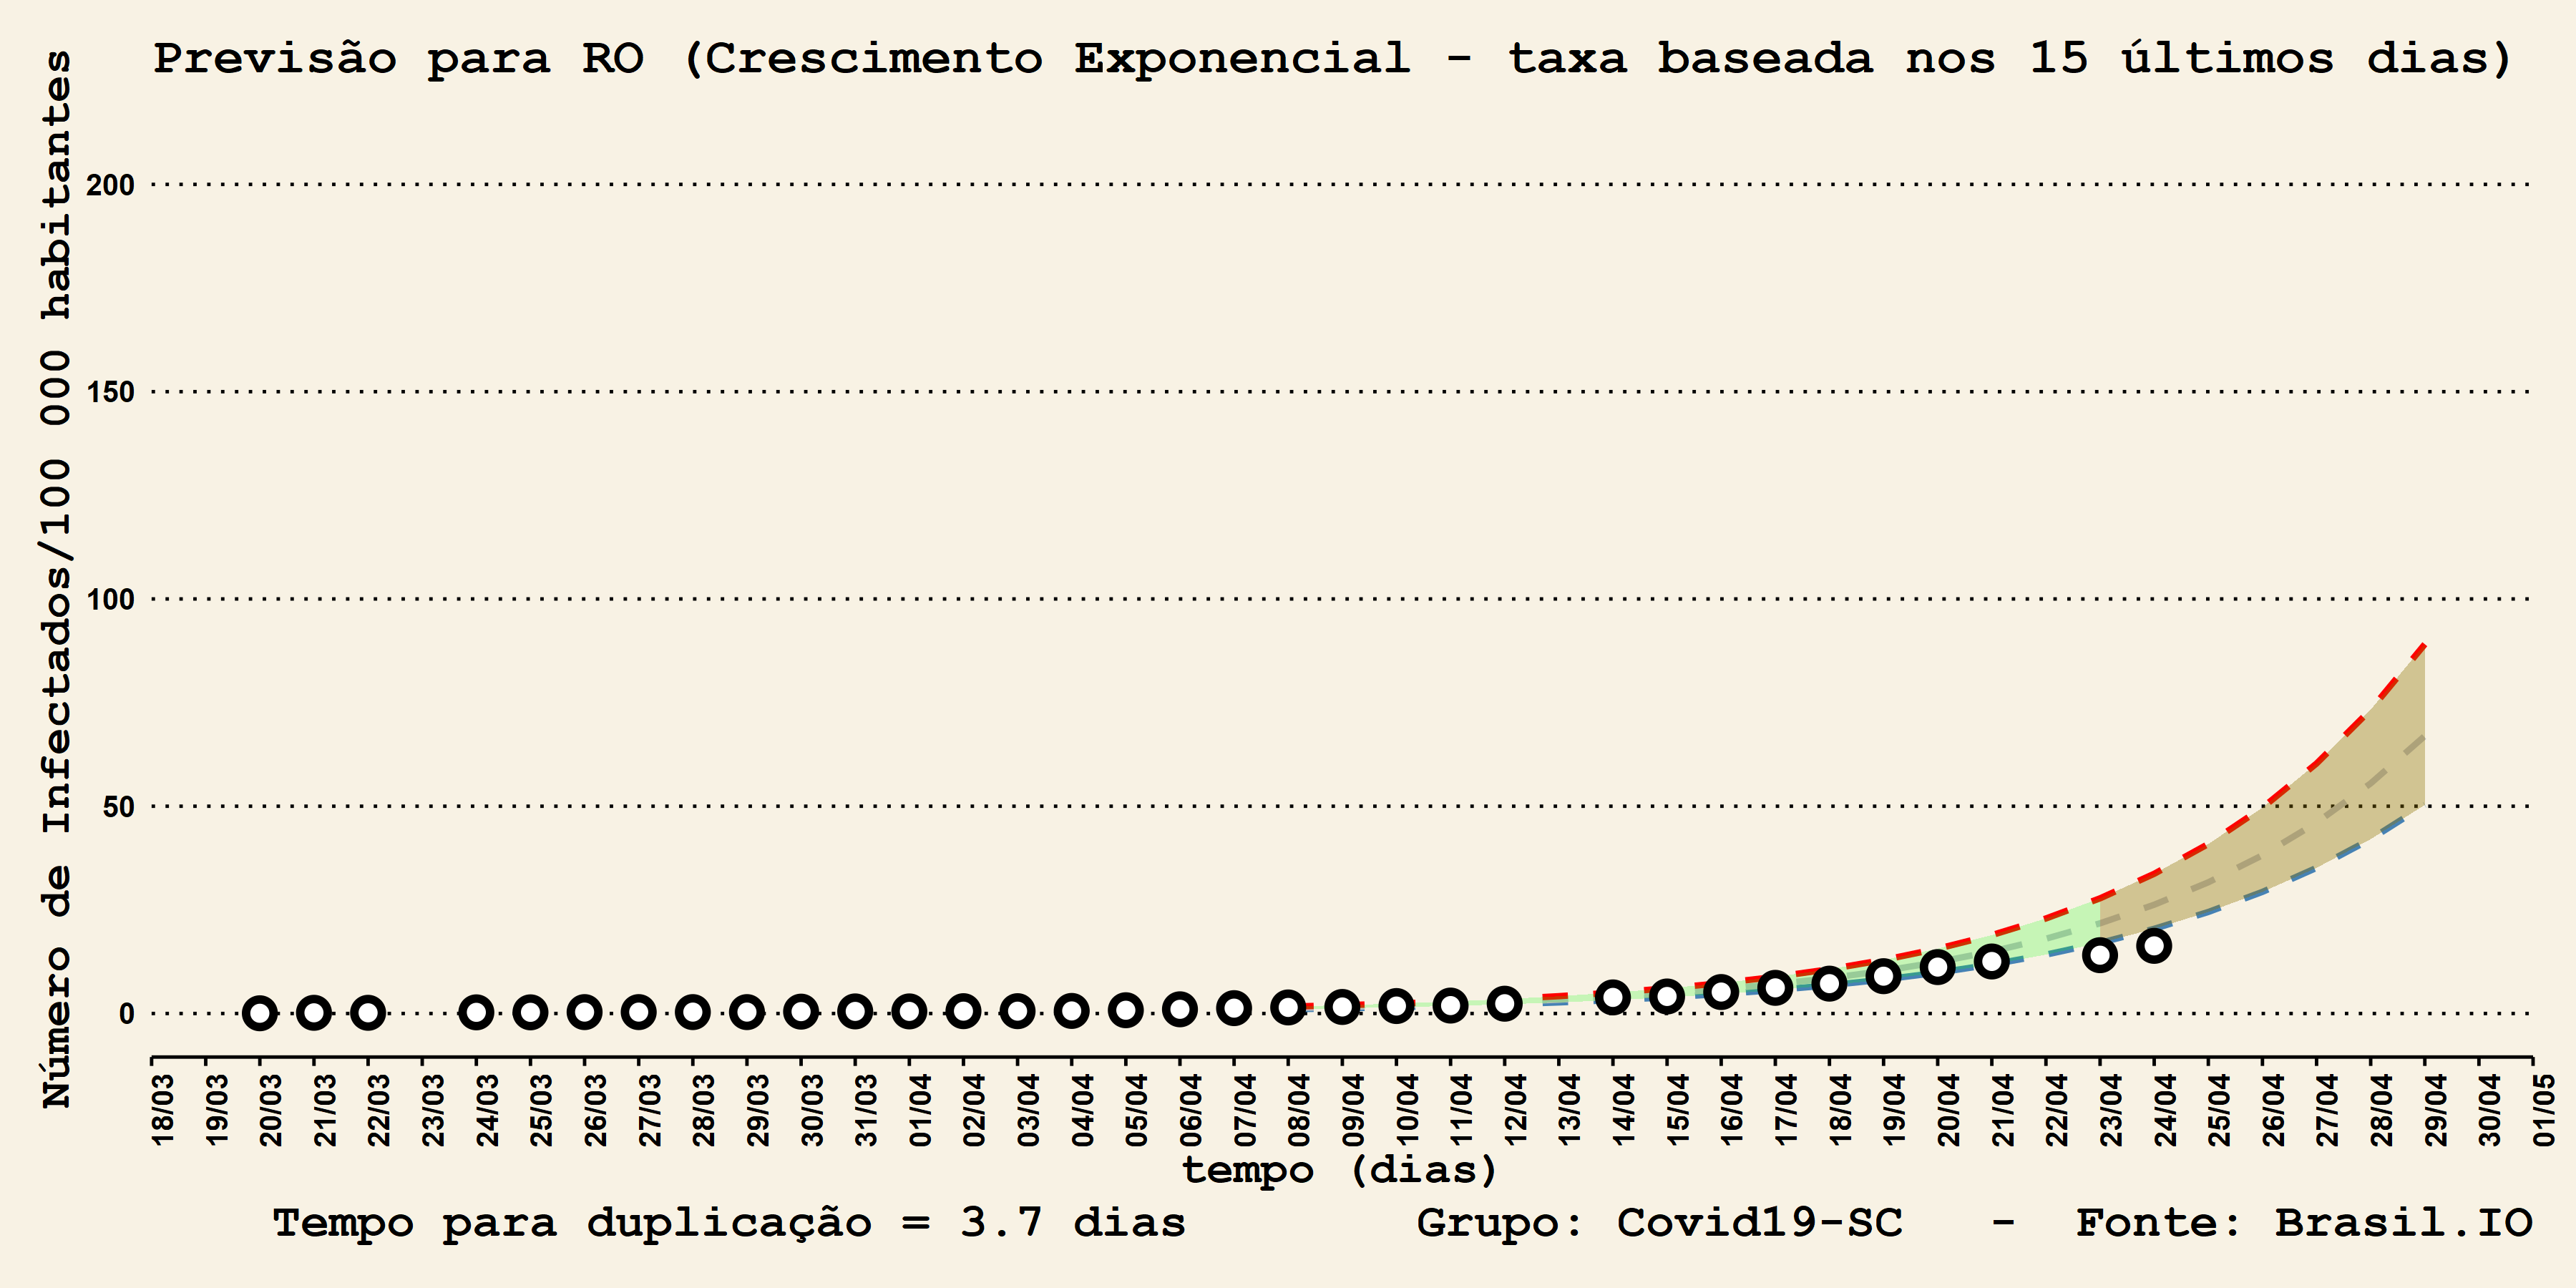 Previsão para RO (Crescimento Exponencial - taxa baseada nos 15 últimos dias)
Número de Infectados/100 000 habitantes
200
150
100
50
0
18/03 19/03 20/03 21/03 22/03 23/03 24/03 25/03 26/03 27/03 28/03 29/03 30/03 31/03 01/04 02/04 03/04 04/04 05/04 06/04 07/04 08/04 09/04 10/04 11/04 12/04 13/04 14/04 15/04 16/04 17/04 18/04 19/04 20/04 21/04 22/04 23/04 24/04 25/04 26/04 27/04 28/04 29/04 30/04 01/05
tempo (dias)
Tempo para duplicação = 3.7 dias Grupo: Covid19-SC - Fonte: Brasil.IO